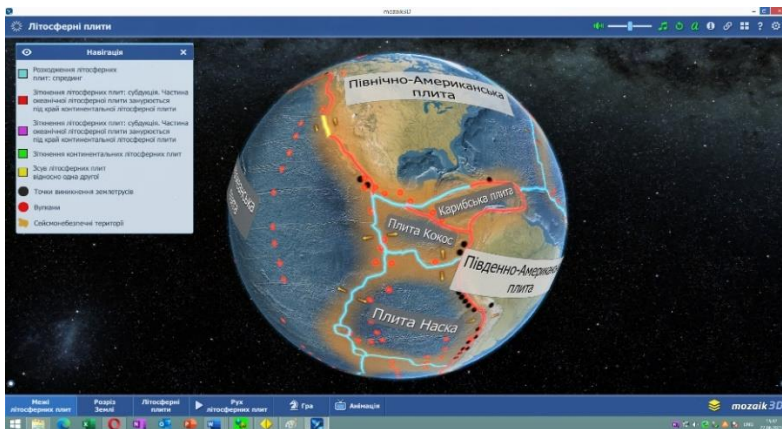 mozaik3D
Літосферні плити
Навігація
Розходження літосферних
плит: спрединг
Зіткнення літосферних плит: субдукція. Частина
океанічної літосферної плити занурюється
під край континентальної літосферної плити
Зіткнення літосферних плит: субдукція. Частина
океанічної літосферної плити занурюється
під край континентальної літосферної плити
Зіткнення континентальних літосферних плит
Зсув літосферних плит
відносно одна другої
Точки виникнення землетрусів
Вулкани
Сейсмонебезпечні території
Північно-Американська
плита
Карибська плита
Плита Кокос
Південно-Американська
плита
Плита Наска
Межі
літосферних плит
Розріз
Землі
Літосферні
плити
Рух
літосферних плит
Гра
Анімація
mozaik3D